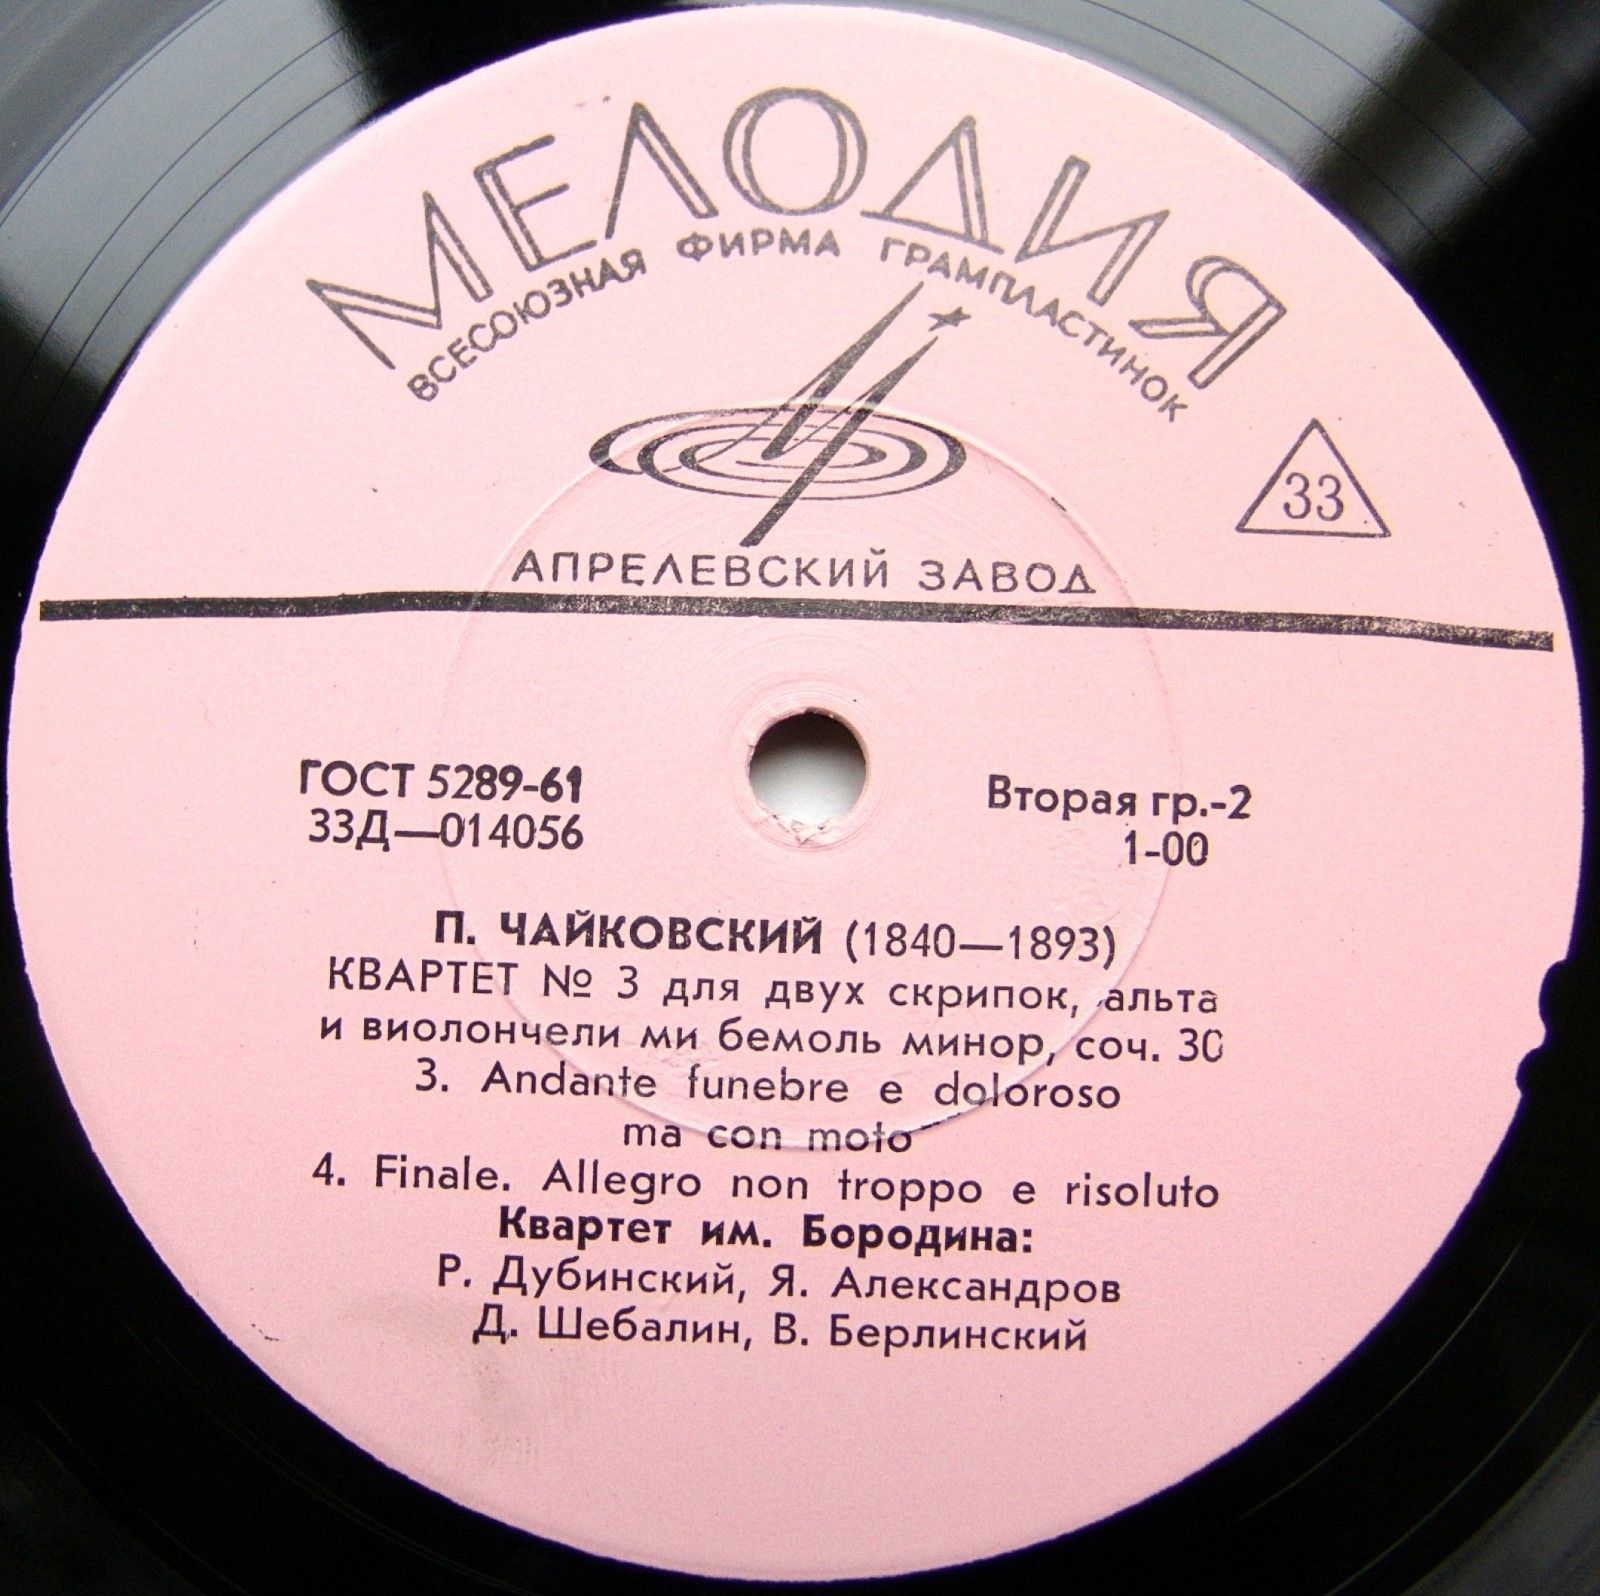 МЕЛОДИЯ
ВСЕСОЮЗНАЯ ФИРМА ГРАМПЛАСТИНОК
33
АПРЕЛЕВСКИЙ ЗАВОД
ГОСТ 5289-61
33Д—014056
Вторая гр.-2
1-00
П. ЧАЙКОВСКИЙ (1840—1893)
КВАРТЕТ № 3 для двух скрипок, альта
и виолончели ми бемоль минор, соч. 30
3. Andante funebre e doloroso
ma con moto
4. Finale. Allegro non troppo e risoluto
Квартет им. Бородина:
Р. Дубинский, Я. Александров
Д. Шебалин, В. Берлинский